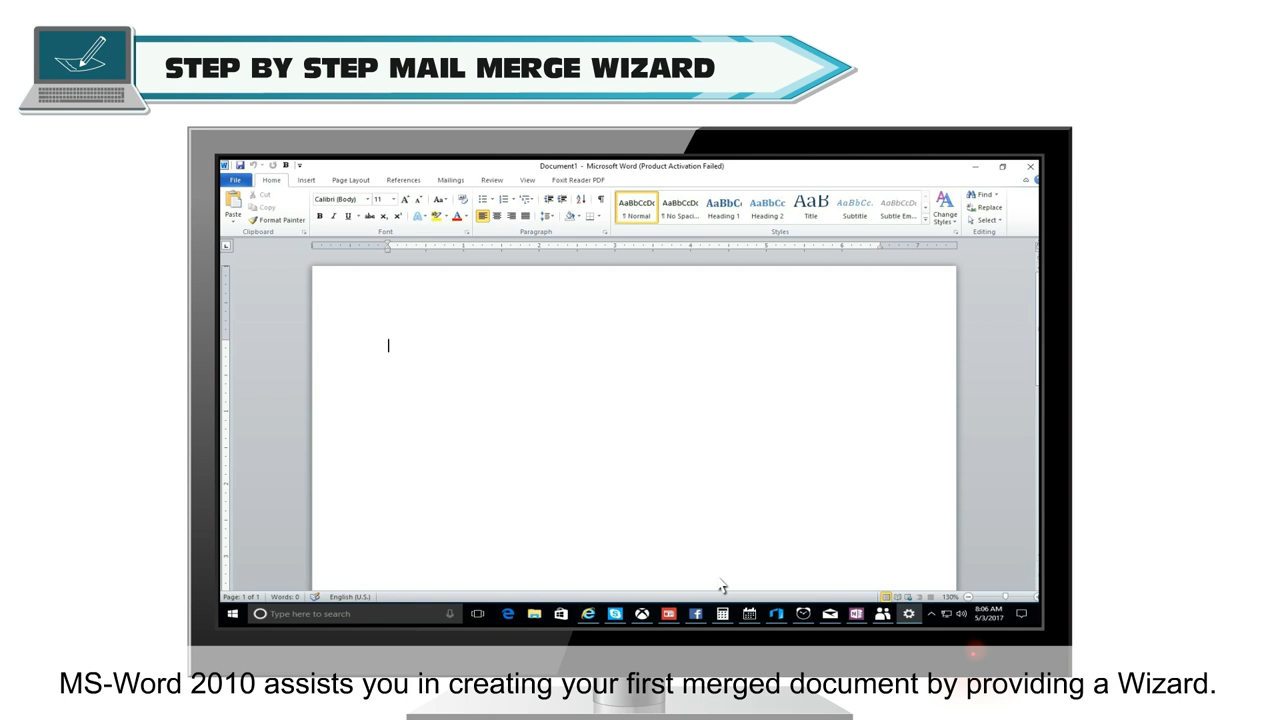 STEP BY STEP MAIL MERGE WIZARD
Document1 - Microsoft Word (Product Activation Failed)
File Home Insert Page Layout References Mailings Review View Foxit Reader PDF
Paste
Cut
Copy
Format Painter
Clipboard
Calibri (Body) 11
B I U abc
Font
Paragraph
AaBbCcDc AaBbCcDc AaBbC AaBbCc AaB AaBbCc. AaBbCcDt
¶ Normal ¶ No Spaci... Heading 1 Heading 2 Title Subtitle Subtle Em...
Styles
Change Styles
Find
Replace
Select
Editing
Page: 1 of 1 Words: 0 English (U.S.) 130%
Type here to search
8:06 AM
5/3/2017
MS-Word 2010 assists you in creating your first merged document by providing a Wizard.